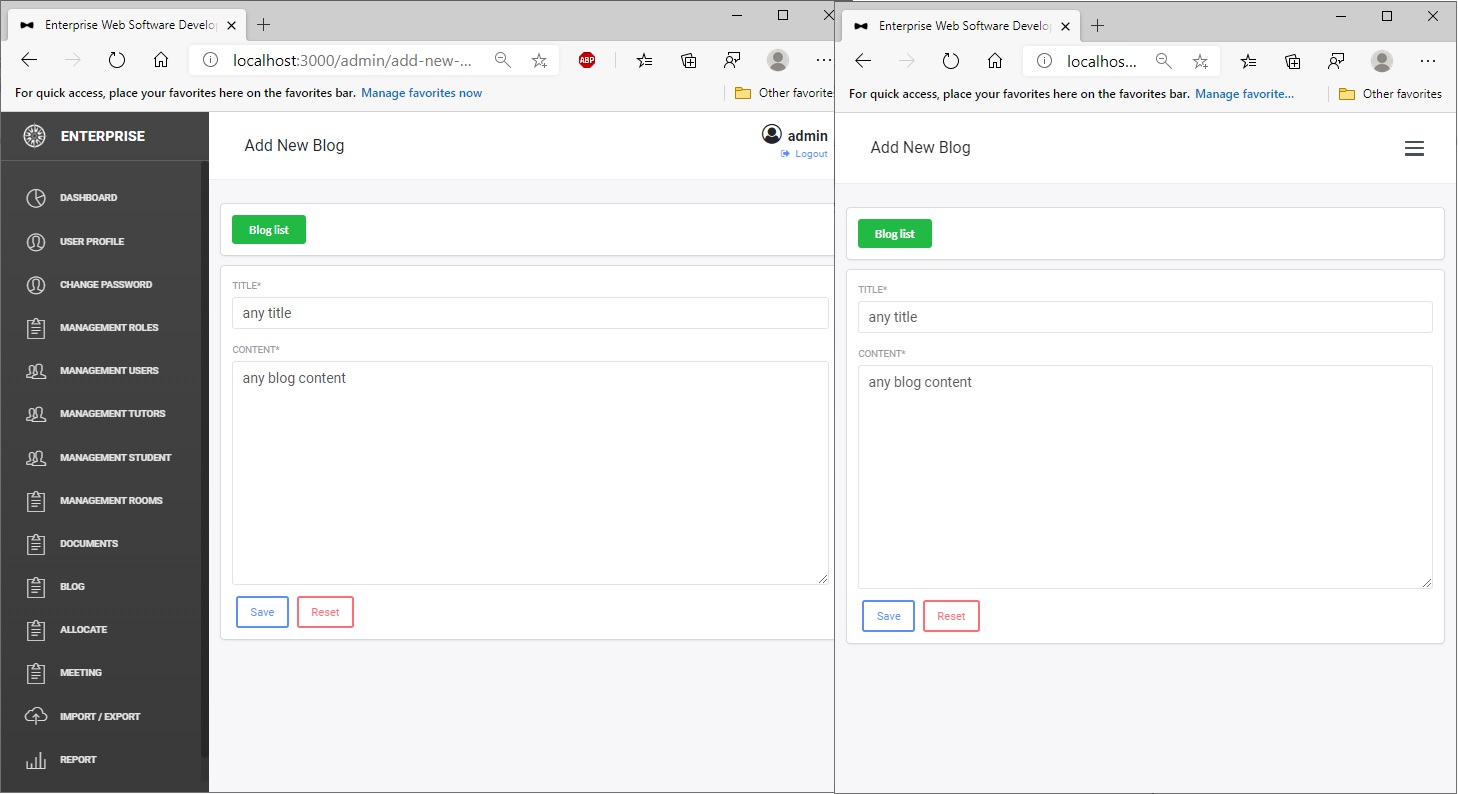 Enterprise Web Software Develo
localhost:3000/admin/add-new-...
ABP
For quick access, place your favorites here on the favorites bar. Manage favorites now
Other favorites
ENTERPRISE
DASHBOARD
USER PROFILE
CHANGE PASSWORD
MANAGEMENT ROLES
MANAGEMENT USERS
MANAGEMENT TUTORS
MANAGEMENT STUDENT
MANAGEMENT ROOMS
DOCUMENTS
BLOG
ALLOCATE
MEETING
IMPORT / EXPORT
REPORT
Add New Blog
admin
Logout
Blog list
TITLE*
any title
CONTENT*
any blog content
Save
Reset
Enterprise Web Software Develo
localhos...
For quick access, place your favorites here on the favorites bar. Manage favorite...
Other favorites
Add New Blog
Blog list
TITLE*
any title
CONTENT*
any blog content
Save
Reset